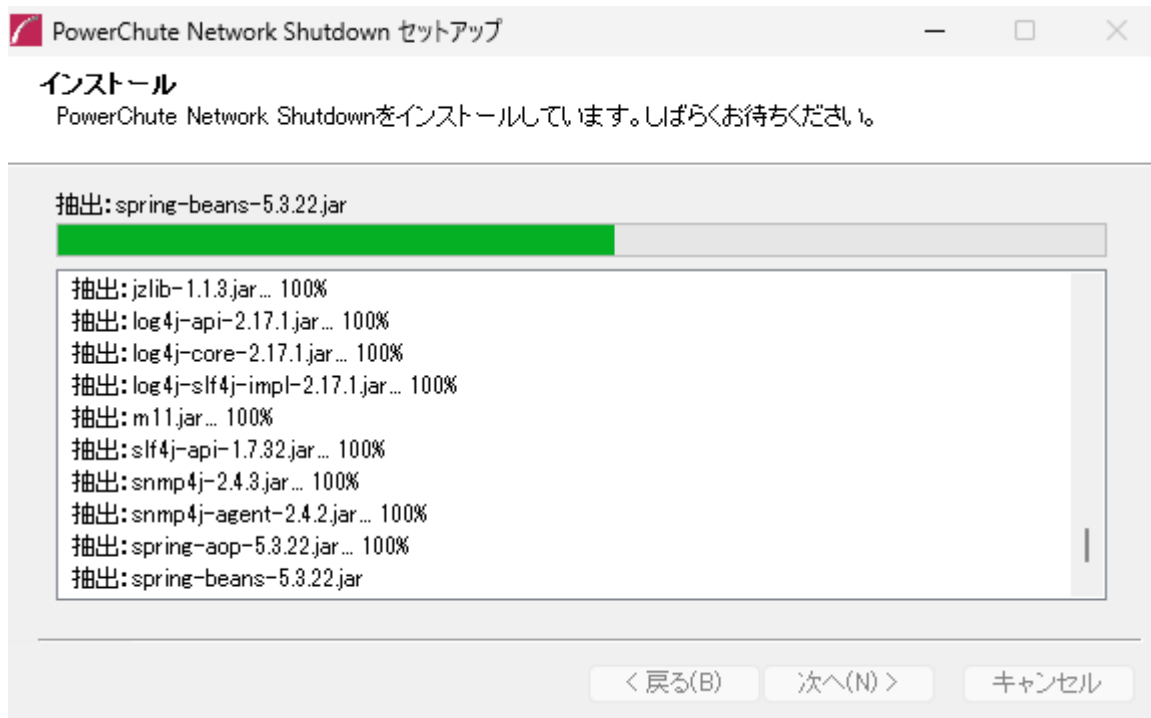 PowerChute Network Shutdown セットアップ
インストール
PowerChute Network Shutdownをインストールしています。しばらくお待ちください。
抽出: spring-beans-5.3.22.jar
抽出: jzlib-1.1.3.jar... 100%
抽出: log4j-api-2.17.1.jar... 100%
抽出: log4j-core-2.17.1.jar... 100%
抽出: log4j-slf4j-impl-2.17.1.jar... 100%
抽出: m11.jar... 100%
抽出: slf4j-api-1.7.32.jar... 100%
抽出: snmp4j-2.4.3.jar... 100%
抽出: snmp4j-agent-2.4.2.jar... 100%
抽出: spring-aop-5.3.22.jar... 100%
抽出: spring-beans-5.3.22.jar
< 戻る(B) 次へ(N) > キャンセル